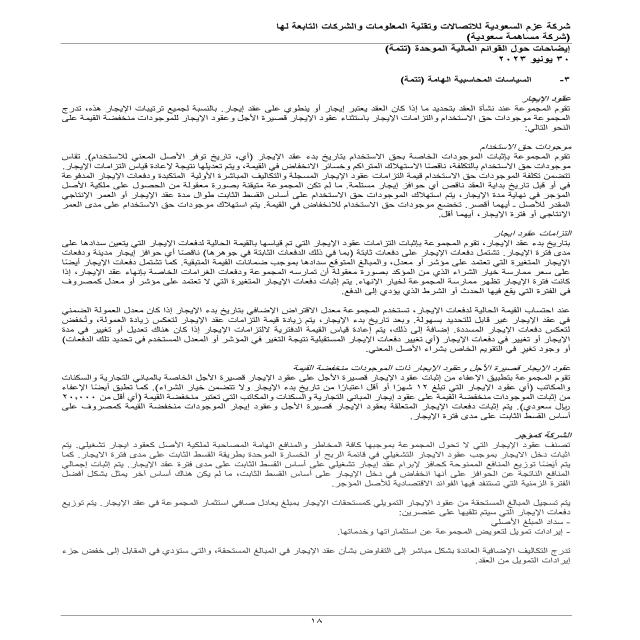 شركة عزم السعودية للاتصالات وتقنية المعلومات والشركات التابعة لها
(شركة مساهمة سعودية)
إيضاحات حول القوائم المالية الموحدة (تتمة)
٣٠ يونيو ٢٠٢٣
٣- السياسات المحاسبية الهامة (تتمة)
عقود الإيجار
تقوم المجموعة عند نشأة العقد بتحديد ما إذا كان العقد يعتبر إيجار أو ينطوي على عقد إيجار. بالنسبة لجميع ترتيبات الإيجار هذه، تدرج
المجموعة موجودات حق الاستخدام والتزامات الإيجار باستثناء عقود الإيجار قصيرة الأجل وعقود الإيجار للموجودات منخفضة القيمة على
النحو التالي:
موجودات حق الاستخدام
تقوم المجموعة بإثبات الموجودات الخاصة بحق الاستخدام بتاريخ بدء عقد الإيجار (أي، تاريخ توفر الأصل المعني للاستخدام). تقاس
موجودات حق الاستخدام بالتكلفة، ناقصًا الاستهلاك المتراكم وخسائر الانخفاض في القيمة، ويتم تعديلها نتيجة لإعادة قياس التزامات الإيجار.
تتضمن تكلفة الموجودات حق الاستخدام قيمة التزامات عقود الإيجار المسجلة والتكاليف المباشرة الأولية المتكبدة ودفعات الإيجار المدفوعة
في أو قبل تاريخ بداية العقد ناقص أي حوافز إيجار مستلمة. ما لم تكن المجموعة متيقنة بصورة معقولة من الحصول على ملكية الأصل
المؤجر في نهاية مدة الإيجار، يتم استهلاك الموجودات حق الاستخدام على أساس القسط الثابت طوال مدة عقد الإيجار أو العمر الإنتاجي
المقدر للأصل - أيهما أقصر. تخضع موجودات حق الاستخدام للانخفاض في القيمة. كما يتم استهلاك موجودات حق الاستخدام على مدى العمر
الإنتاجي أو فترة الإيجار، أيهما أقل.
التزامات عقود ايجار
بتاريخ بدء عقد الإيجار، تقوم المجموعة بإثبات التزامات عقود الإيجار التي تم قياسها بالقيمة الحالية لدفعات الإيجار التي يتعين سدادها على
مدى فترة الإيجار. تشتمل دفعات الإيجار على دفعات ثابتة (بما في ذلك الدفعات الثابتة في جوهرها) ناقصًا أي حوافز إيجار مدينة ودفعات
الإيجار المتغيرة التي تعتمد على مؤشر أو معدل، والمبالغ المتوقع سدادها بموجب ضمانات القيمة المتبقية. كما تشتمل دفعات الإيجار أيضًا
على سعر ممارسة خيار الشراء الذي من المؤكد بصورة معقولة أن تمارسه المجموعة ودفعات الغرامات الخاصة بإنهاء عقد الإيجار، إذا
كانت فترة الإيجار تظهر ممارسة المجموعة لخيار الإنهاء. يتم إثبات دفعات الإيجار المتغيرة التي لا تعتمد على مؤشر أو معدل كمصروف
في الفترة التي يقع فيها الحدث أو الشرط الذي يؤدي إلى الدفع.
عند احتساب القيمة الحالية لدفعات الإيجار، تستخدم المجموعة معدل الاقتراض الإضافي بتاريخ بدء الإيجار إذا كان معدل العمولة الضمني
في عقد الإيجار غير قابل للتحديد بسهولة. وبعد تاريخ بدء الإيجار، يتم زيادة قيمة التزامات عقد الإيجار لتعكس زيادة العمولة، وتُخفض
لتعكس دفعات الإيجار المسددة. إضافة إلى ذلك، يتم إعادة قياس القيمة الدفترية لالتزامات الإيجار إذا كان هناك تعديل أو تغيير في مدة
الإيجار أو تغيير في دفعات الإيجار (أي تغيير دفعات الإيجار المستقبلية نتيجة التغير في المؤشر أو المعدل المستخدم في تحديد تلك الدفعات)
أو وجود تغير في التقويم الخاص بشراء الأصل المعني.
عقود الإيجار قصيرة الأجل وعقود الإيجار ذات الموجودات منخفضة القيمة
تقوم المجموعة بتطبيق الإعفاء من إثبات عقود الإيجار قصيرة الأجل على عقود الإيجار قصيرة الأجل الخاصة بالمباني التجارية والسكنات
والمكاتب (أي عقود الإيجار التي تبلغ ١٢ شهرًا أو أقل اعتبارًا من تاريخ بدء الإيجار ولا تتضمن خيار الشراء). كما تطبق أيضًا الإعفاء
من إثبات الموجودات منخفضة القيمة على عقود إيجار المباني التجارية والسكنات والمكاتب التي تعتبر منخفضة القيمة (أي أقل من ٢٠,٠٠٠
ريال سعودي). يتم إثبات دفعات الإيجار المتعلقة بعقود الإيجار قصيرة الأجل وعقود إيجار الموجودات منخفضة القيمة كمصروف على
أساس القسط الثابت على مدى فترة الإيجار.
الشركة كمؤجر
تصنف عقود الإيجار التي لا تحول المجموعة بموجبها كافة المخاطر والمنافع الهامة المصاحبة لملكية الأصل كعقود ايجار تشغيلي. يتم
اثبات دخل الايجار بموجب عقود الايجار التشغيلي في قائمة الربح أو الخسارة الموحدة بطريقة القسط الثابت على مدى فترة الايجار. كما
يتم أيضًا توزيع المنافع الممنوحة كحافز لإبرام عقد إيجار تشغيلي على أساس القسط الثابت على مدى فترة عقد الإيجار. يتم إثبات إجمالي
المنافع الناتجة عن الحوافز على أنها انخفاض في دخل الإيجار على أساس القسط الثابت، ما لم يكن هناك أساس آخر يمثل بشكل أفضل
الفترة الزمنية التي تستنفد فيها الفوائد الاقتصادية للأصل المؤجر.
يتم تسجيل المبالغ المستحقة من عقود الإيجار التمويلي كمستحقات الإيجار بمبلغ يعادل صافي استثمار المجموعة في عقد الإيجار. يتم توزيع
دفعات الإيجار التي سيتم تلقيها على عنصرين:
- سداد المبلغ الأصلي
- إيرادات تمويل لتعويض المجموعة عن استثماراتها وخدماتها.
تدرج التكاليف الإضافية العائدة بشكل مباشر إلى التفاوض بشأن عقد الإيجار في المبالغ المستحقة، والتي ستؤدي في المقابل إلى خفض جزء
إيرادات التمويل من العقد.
١٨